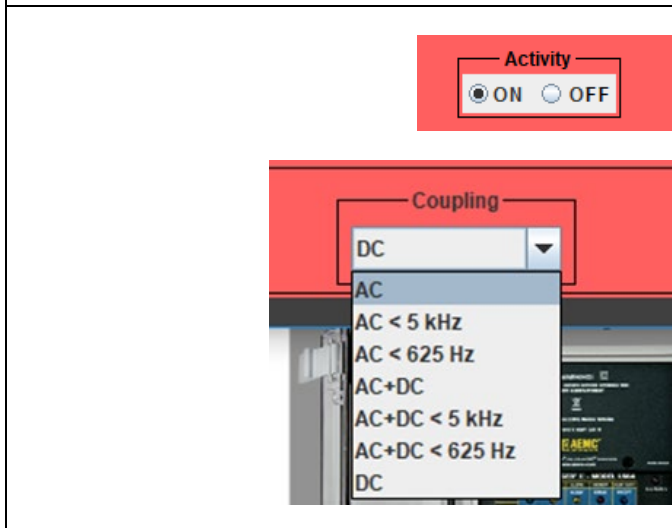 Activity
ON OFF
Coupling
DC
AC
AC < 5 kHz
AC < 625 Hz
AC+DC
AC+DC < 5 kHz
AC+DC < 625 Hz
DC
AEMC